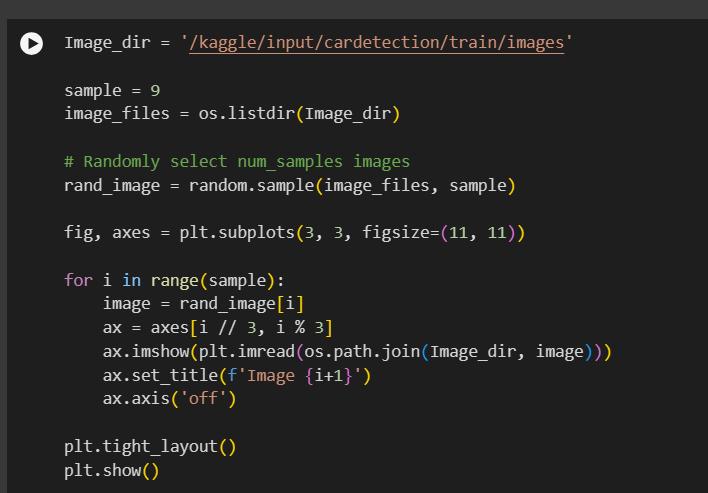 Image_dir = '/kaggle/input/cardetection/train/images'

sample = 9
image_files = os.listdir(Image_dir)

# Randomly select num_samples images
rand_image = random.sample(image_files, sample)

fig, axes = plt.subplots(3, 3, figsize=(11, 11))

for i in range(sample):
    image = rand_image[i]
    ax = axes[i // 3, i % 3]
    ax.imshow(plt.imread(os.path.join(Image_dir, image)))
    ax.set_title(f'Image {i+1}')
    ax.axis('off')

plt.tight_layout()
plt.show()